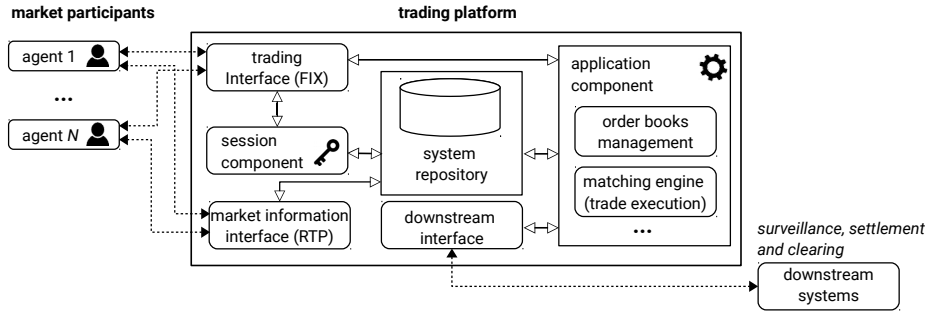 market participants
trading platform
agent 1
...
agent N
trading
Interface (FIX)
session
component
market information
interface (RTP)
system
repository
downstream
interface
application
component
order books
management
matching engine
(trade execution)
...
surveillance, settlement
and clearing
downstream
systems